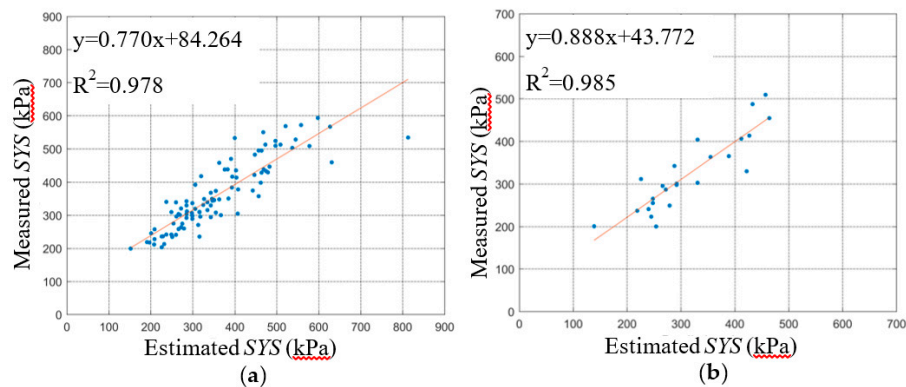 y=0.770x+84.264
R²=0.978
Measured SYS (kPa)
900
800
700
600
500
400
300
200
100
0
0 100 200 300 400 500 600 700 800 900
Estimated SYS (kPa)
(a)
y=0.888x+43.772
R²=0.985
Measured SYS (kPa)
700
600
500
400
300
200
100
0
0 100 200 300 400 500 600 700
Estimated SYS (kPa)
(b)